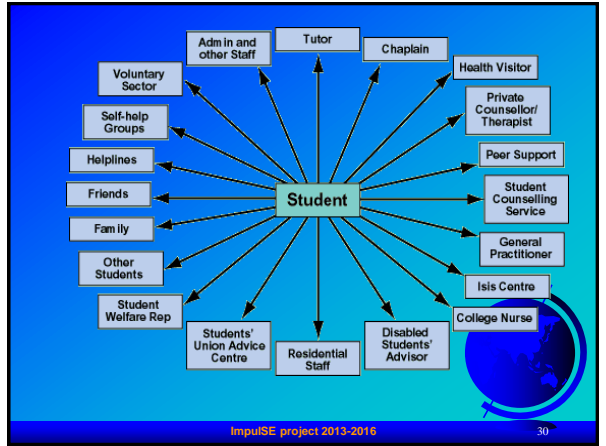 Tutor
Admin and
other Staff
Chaplain
Health Visitor
Voluntary
Sector
Private
Counsellor/
Therapist
Self-help
Groups
Peer Support
Helplines
Student
Student
Counselling
Service
Friends
Family
General
Practitioner
Other
Students
Isis Centre
Student
Welfare Rep
College Nurse
Students'
Union Advice
Centre
Residential
Staff
Disabled
Students'
Advisor
ImpulSE project 2013-2016
30